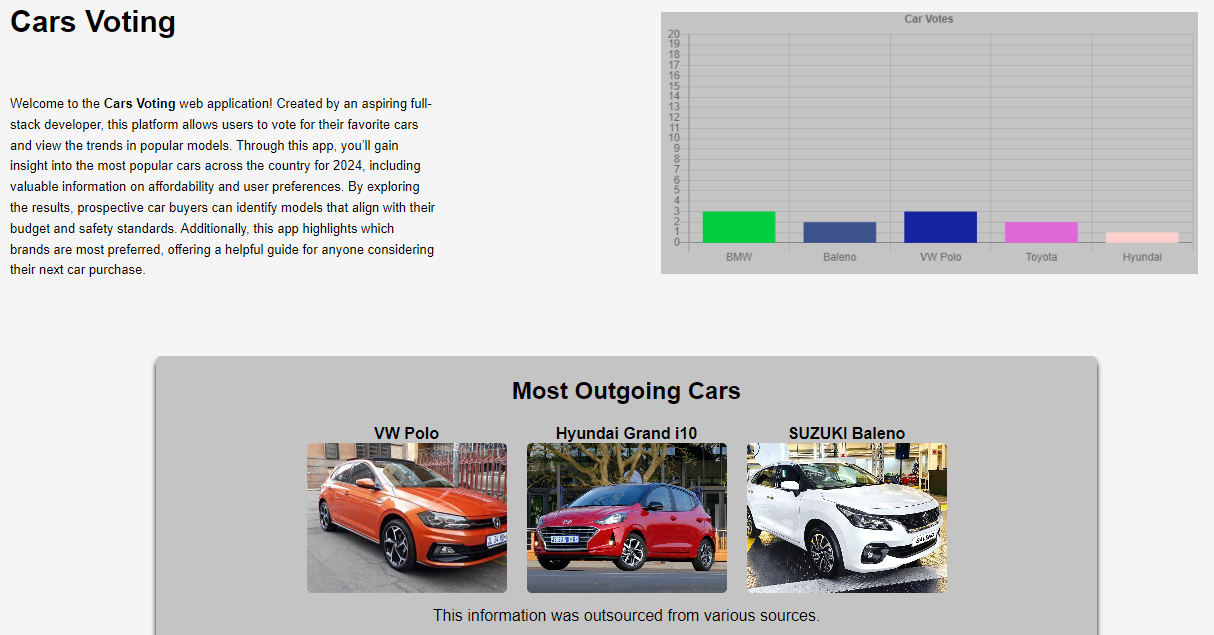 Cars Voting
Welcome to the Cars Voting web application! Created by an aspiring full-
stack developer, this platform allows users to vote for their favorite cars
and view the trends in popular models. Through this app, you'll gain
insight into the most popular cars across the country for 2024, including
valuable information on affordability and user preferences. By exploring
the results, prospective car buyers can identify models that align with their
budget and safety standards. Additionally, this app highlights which
brands are most preferred, offering a helpful guide for anyone considering
their next car purchase.
Car Votes
20
19
18
17
16
15
14
13
12
11
10
9
8
7
6
5
4
3
2
1
0
BMW Baleno VW Polo Toyota Hyundai
Most Outgoing Cars
VW Polo Hyundai Grand i10 SUZUKI Baleno
BALENO
This information was outsourced from various sources.